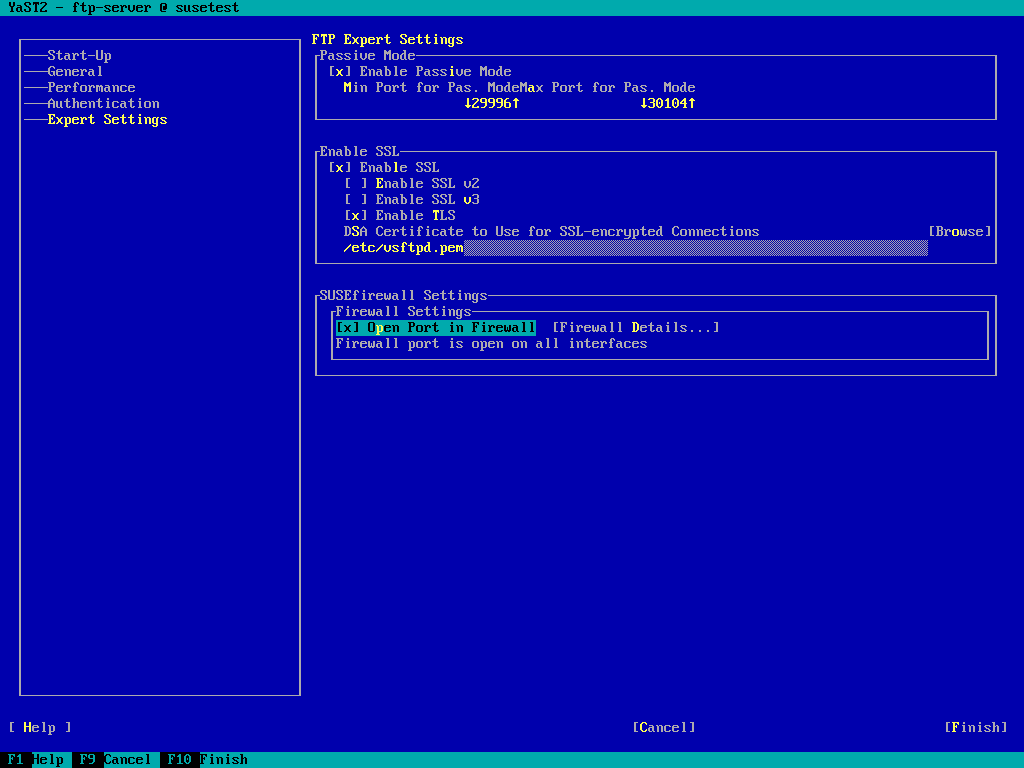 YaST2 - ftp-server @ susetest
Start-Up
General
Performance
Authentication
Expert Settings
FTP Expert Settings
Passive Mode
[x] Enable Passive Mode
Min Port for Pas. ModeMax Port for Pas. Mode
↓29996↑ ↓30104↑
Enable SSL
[x] Enable SSL
[ ] Enable SSL v2
[ ] Enable SSL v3
[x] Enable TLS
DSA Certificate to Use for SSL-encrypted Connections [Browse]
/etc/vsftpd.pem
SUSEfirewall Settings
Firewall Settings
[x] Open Port in Firewall [Firewall Details...]
Firewall port is open on all interfaces
[ Help ] [Cancel] [Finish]
F1 Help F9 Cancel F10 Finish